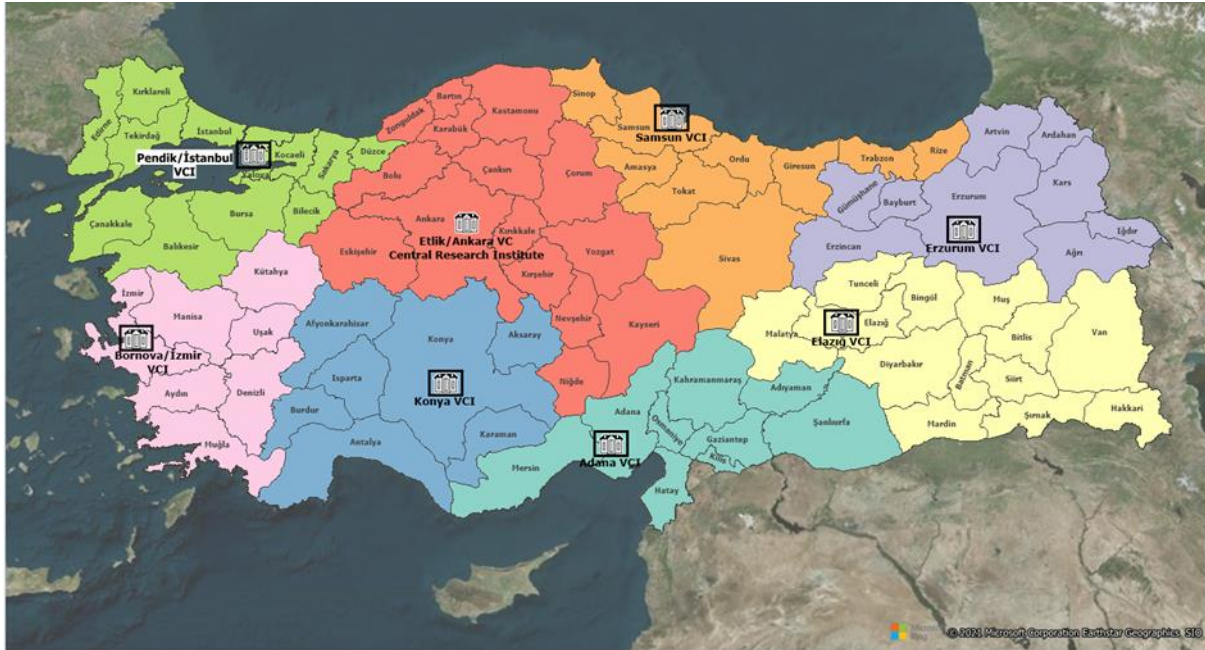 Kırklareli
Edirne
Tekirdağ
İstanbul
Pendik/İstanbul
VCI
Kocaeli
Yalova
Sakarya
Düzce
Çanakkale
Bursa
Bilecik
Balıkesir
Zonguldak
Bartın
Karabük
Kastamonu
Bolu
Çankırı
Çorum
Ankara
Kırıkkale
Etlik/Ankara VC
Central Research Institute
Eskişehir
Kırşehir
Yozgat
Nevşehir
Kayseri
Niğde
Sinop
Samsun
Samsun VCI
Amasya
Ordu
Giresun
Trabzon
Rize
Tokat
Sivas
Artvin
Ardahan
Kars
Gümüşhane
Bayburt
Erzurum
Erzurum VCI
Iğdır
Ağrı
Erzincan
İzmir
Kütahya
Manisa
Uşak
Bornova/İzmir
VCI
Aydın
Denizli
Muğla
Afyonkarahisar
Konya
Aksaray
Isparta
Konya VCI
Burdur
Antalya
Karaman
Kahramanmaraş
Adıyaman
Adana
Osmaniye
Gaziantep
Şanlıurfa
Kilis
Adana VCI
Mersin
Hatay
Tunceli
Bingöl
Muş
Malatya
Elazığ
Elazığ VCI
Bitlis
Van
Diyarbakır
Batman
Siirt
Mardin
Şırnak
Hakkari
Microsoft
Bing
© 2021 Microsoft Corporation Earthstar Geographics SIO